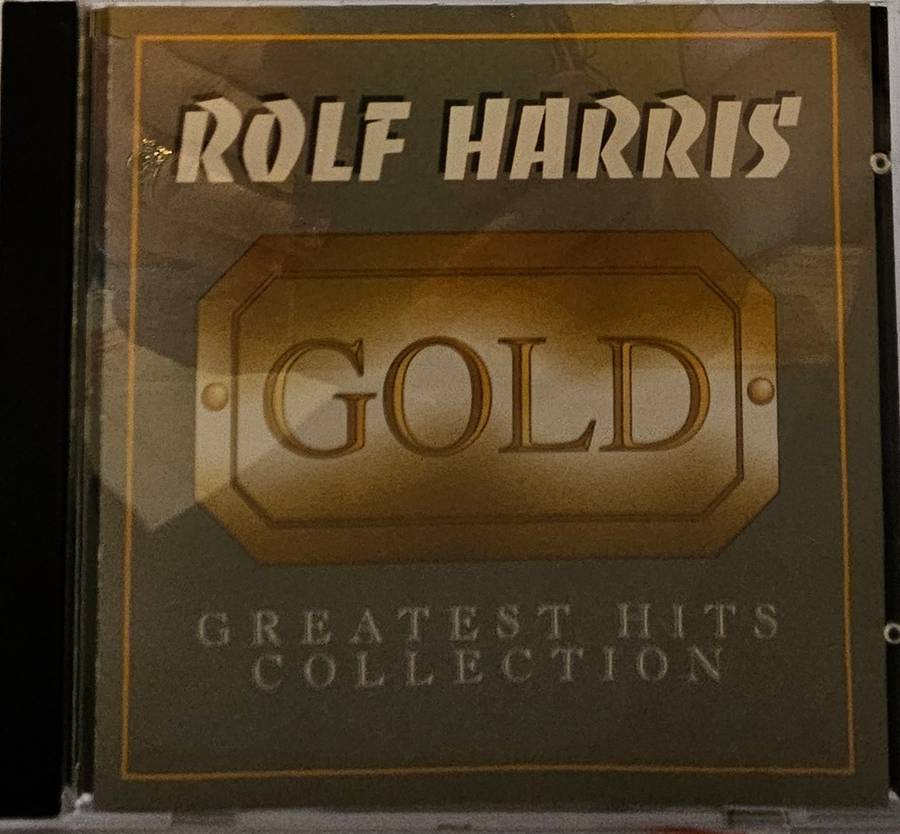 ROLF HARRIS
GOLD
GREATEST HITS
COLLECTION